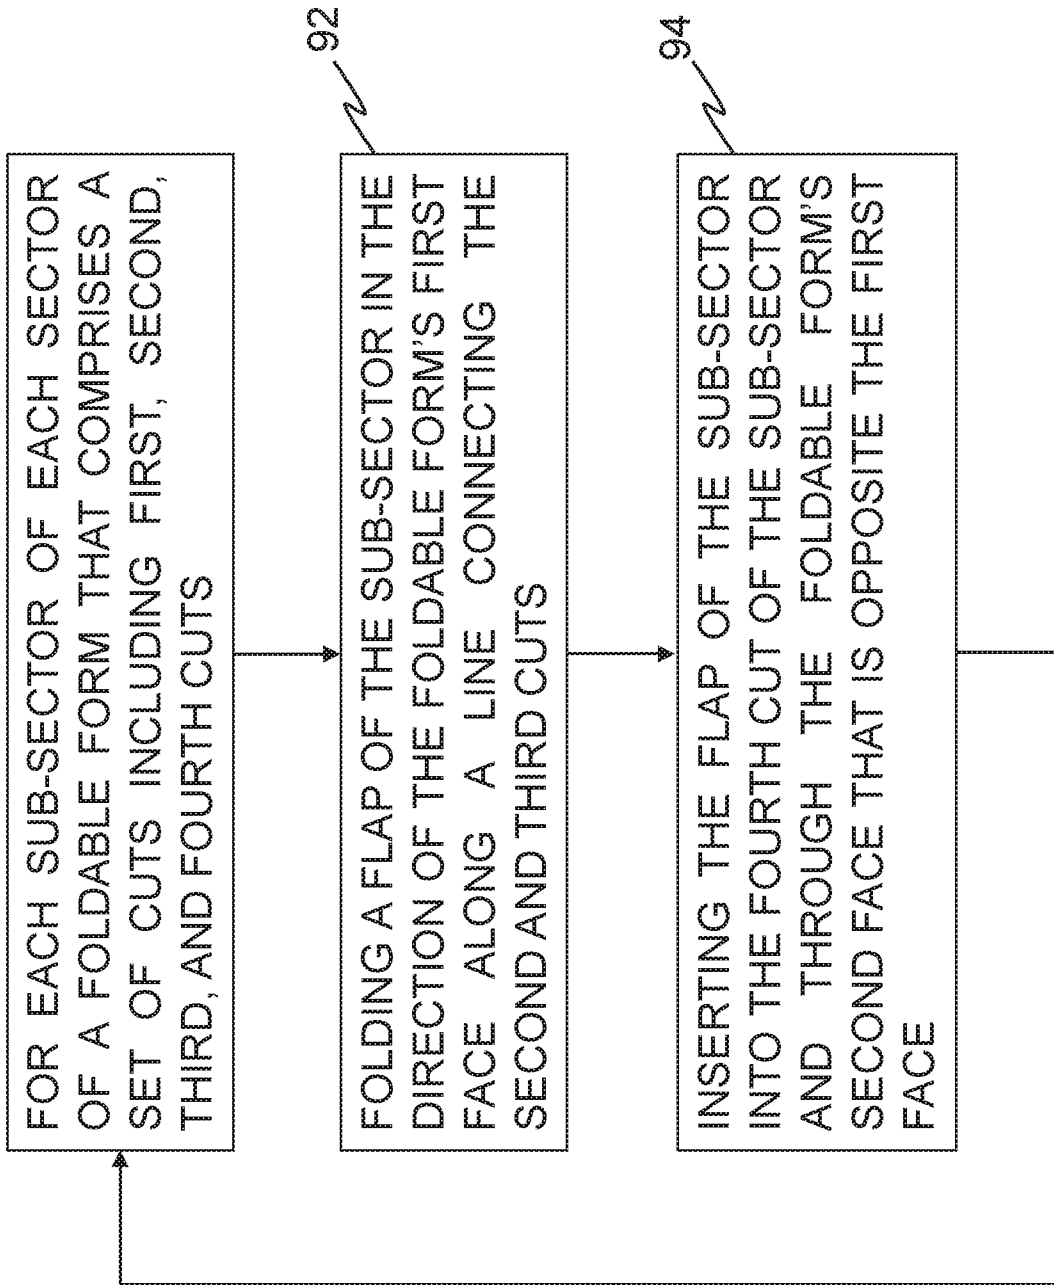 FOR EACH SUB-SECTOR OF EACH SECTOR
OF A FOLDABLE FORM THAT COMPRISES A
SET OF CUTS INCLUDING FIRST, SECOND,
THIRD, AND FOURTH CUTS
92
FOLDING A FLAP OF THE SUB-SECTOR IN THE
DIRECTION OF THE FOLDABLE FORM'S FIRST
FACE ALONG A LINE CONNECTING THE
SECOND AND THIRD CUTS
94
INSERTING THE FLAP OF THE SUB-SECTOR
INTO THE FOURTH CUT OF THE SUB-SECTOR
AND THROUGH THE FOLDABLE FORM'S
SECOND FACE THAT IS OPPOSITE THE FIRST
FACE